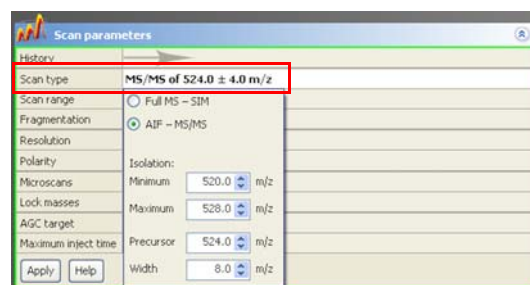 Scan parameters
History
Scan type MS/MS of 524.0 ± 4.0 m/z
Scan range Full MS – SIM
Fragmentation AIF – MS/MS
Resolution
Polarity Isolation:
Microscans Minimum 520.0 m/z
Lock masses Maximum 528.0 m/z
AGC target
Maximum inject time Precursor 524.0 m/z
Apply Help Width 8.0 m/z